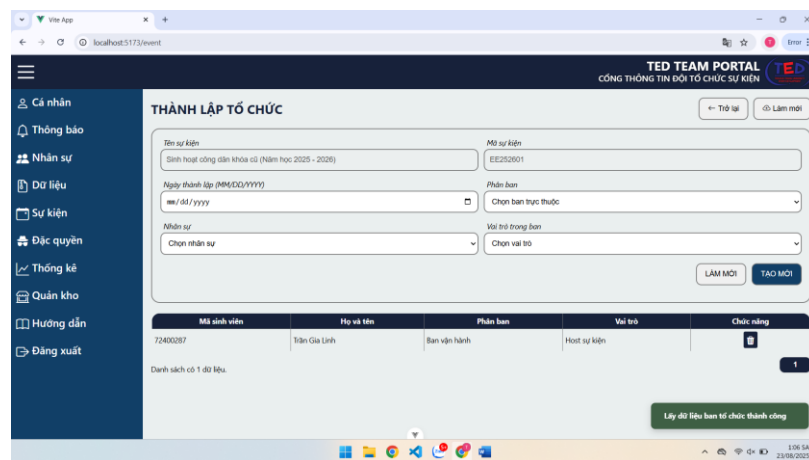 Vite App
localhost:5173/event
Error
TED TEAM PORTAL
CỔNG THÔNG TIN ĐỘI TỔ CHỨC SỰ KIỆN
TED
Cá nhân
Thông báo
Nhân sự
Dữ liệu
Sự kiện
Đặc quyền
Thống kê
Quản kho
Hướng dẫn
Đăng xuất
THÀNH LẬP TỔ CHỨC
← Trở lại
Làm mới
Tên sự kiện
Mã sự kiện
Sinh hoạt công dân khóa cũ (Năm học 2025 - 2026)
EE252601
Ngày thành lập (MM/DD/YYYY)
Phân ban
mm/dd/yyyy
Chọn ban trực thuộc
Nhân sự
Vai trò trong ban
Chọn nhân sự
Chọn vai trò
LÀM MỚI
TẠO MỚI
Mã sinh viên Họ và tên Phân ban Vai trò Chức năng
72400287 Trần Gia Linh Ban vận hành Host sự kiện
Danh sách có 1 dữ liệu.
1
Lấy dữ liệu ban tổ chức thành công
1:06 SA
23/08/2025